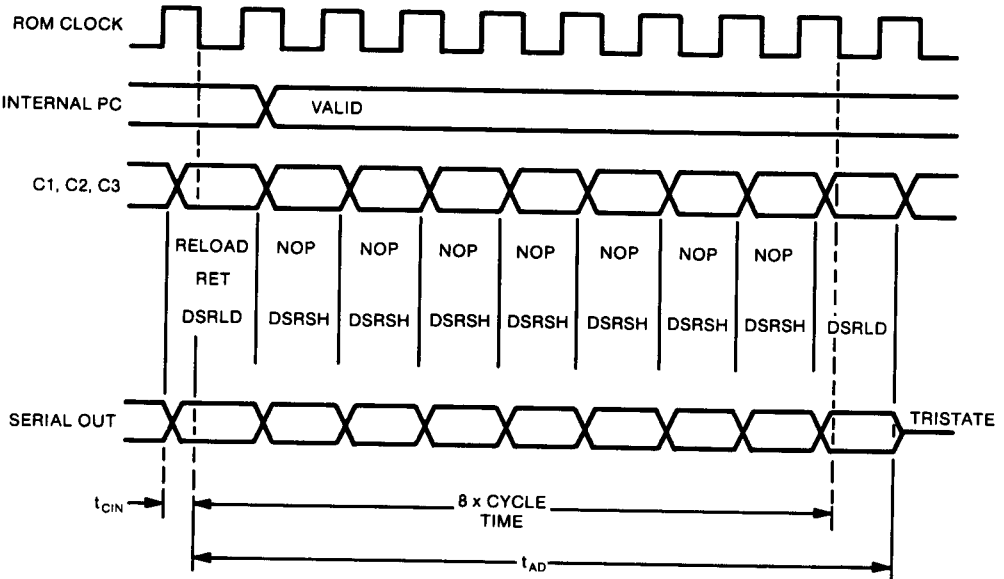 ROM CLOCK
INTERNAL PC
VALID
C1, C2, C3
RELOAD NOP NOP NOP NOP NOP NOP NOP
RET
DSRLD DSRSH DSRSH DSRSH DSRSH DSRSH DSRSH DSRSH DSRLD
SERIAL OUT
TRISTATE
tCIN
8 x CYCLE
TIME
tAD